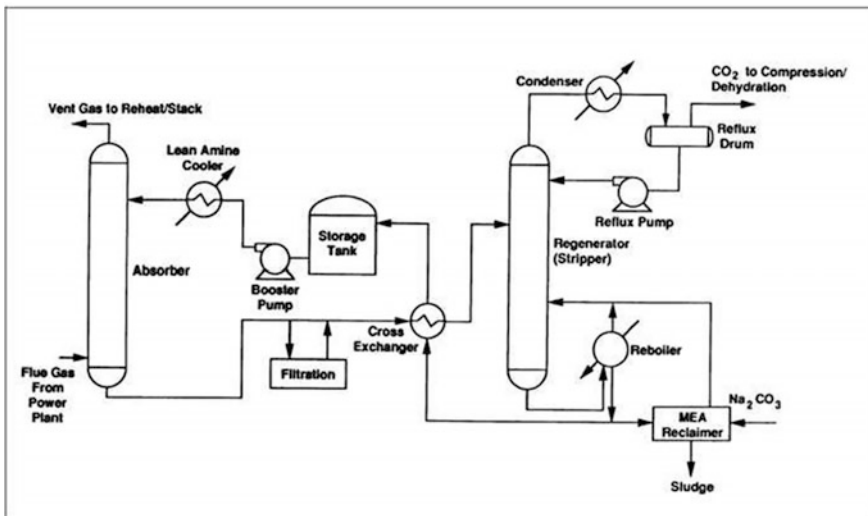 Vent Gas to Reheat/Stack
Lean Amine
Cooler
Absorber
Flue Gas
From
Power
Plant
Storage
Tank
Booster
Pump
Filtration
Cross
Exchanger
Condenser
CO₂ to Compression/
Dehydration
Reflux
Drum
Reflux Pump
Regenerator
(Stripper)
Reboiler
Na₂CO₃
MEA
Reclaimer
Sludge